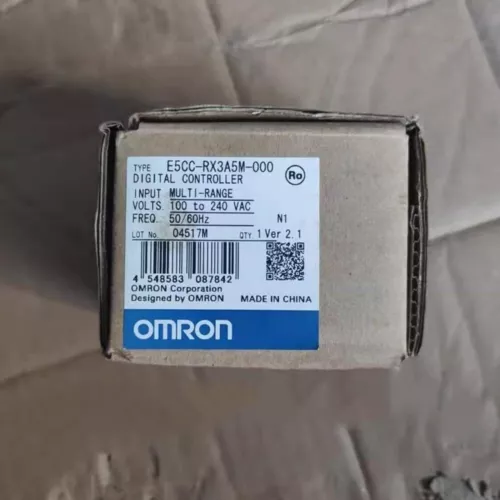 TYPE E5CC-RX3A5M-000
DIGITAL CONTROLLER
Ro
INPUT MULTI-RANGE
VOLTS. 100 to 240 VAC
FREQ. 50/60Hz N1
LOT No. 04517M QTY. 1 Ver 2.1
4 548583 087842
OMRON Corporation
Designed by OMRON MADE IN CHINA
OMRON